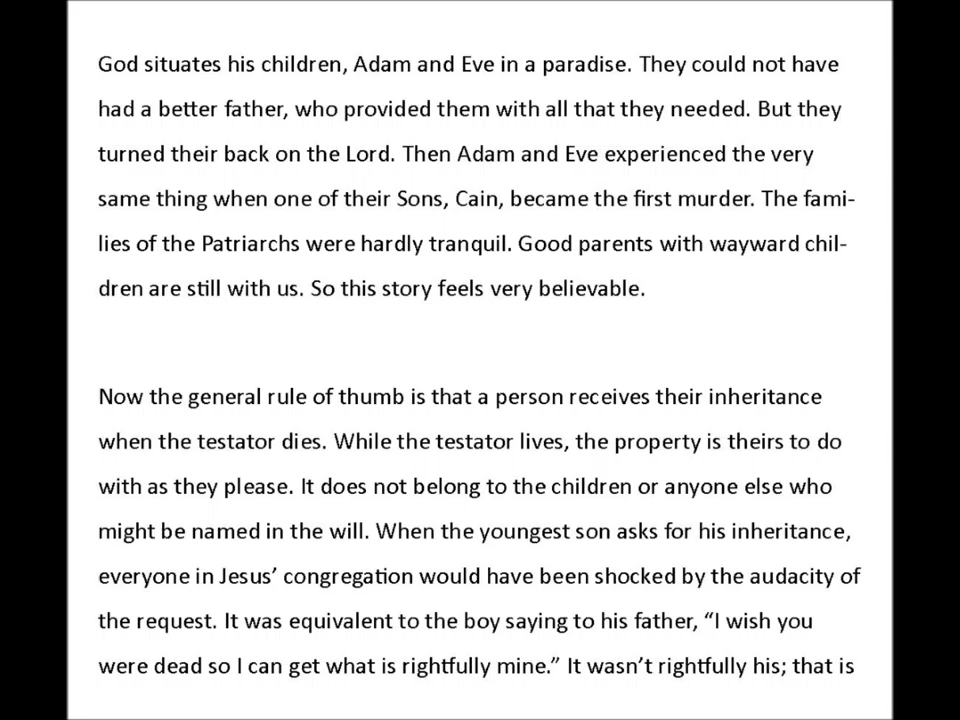 God situates his children, Adam and Eve in a paradise. They could not have
had a better father, who provided them with all that they needed. But they
turned their back on the Lord. Then Adam and Eve experienced the very
same thing when one of their Sons, Cain, became the first murder. The fami-
lies of the Patriarchs were hardly tranquil. Good parents with wayward chil-
dren are still with us. So this story feels very believable.
Now the general rule of thumb is that a person receives their inheritance
when the testator dies. While the testator lives, the property is theirs to do
with as they please. It does not belong to the children or anyone else who
might be named in the will. When the youngest son asks for his inheritance,
everyone in Jesus’ congregation would have been shocked by the audacity of
the request. It was equivalent to the boy saying to his father, “I wish you
were dead so I can get what is rightfully mine.” It wasn’t rightfully his; that is